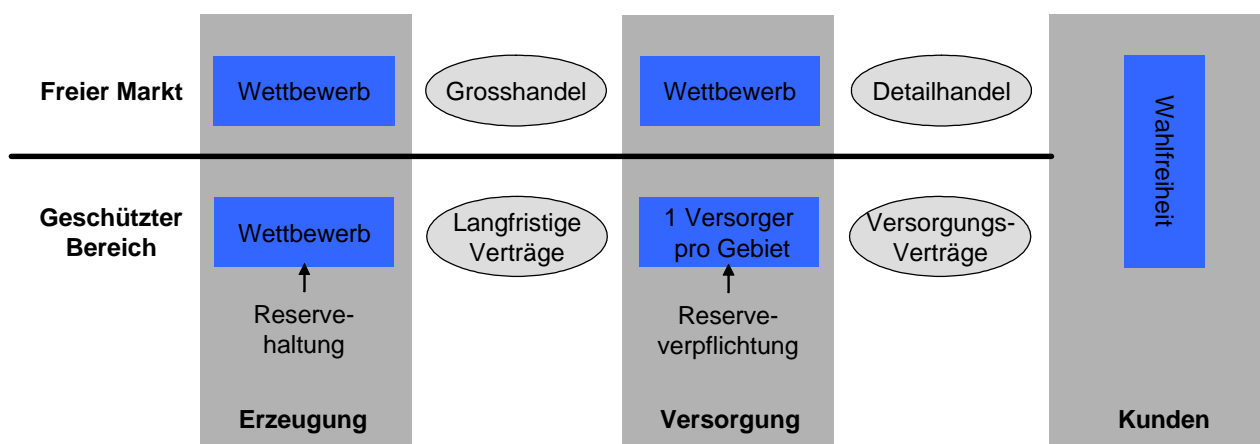 Freier Markt
Wettbewerb
Grosshandel
Wettbewerb
Detailhandel
Wahlfreiheit
Geschützter
Bereich
Wettbewerb
Langfristige
Verträge
1 Versorger
pro Gebiet
Versorgungs-
Verträge
Reserve-
haltung
Reserve-
verpflichtung
Erzeugung
Versorgung
Kunden